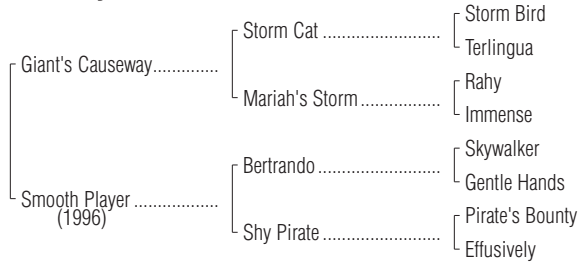 Storm Bird
Storm Cat ........................
Terlingua
Giant's Causeway..............
Rahy
Mariah's Storm ................
Immense
Skywalker
Bertrando ........................
Gentle Hands
Smooth Player ..................
(1996)
Pirate's Bounty
Shy Pirate ........................
Effusively